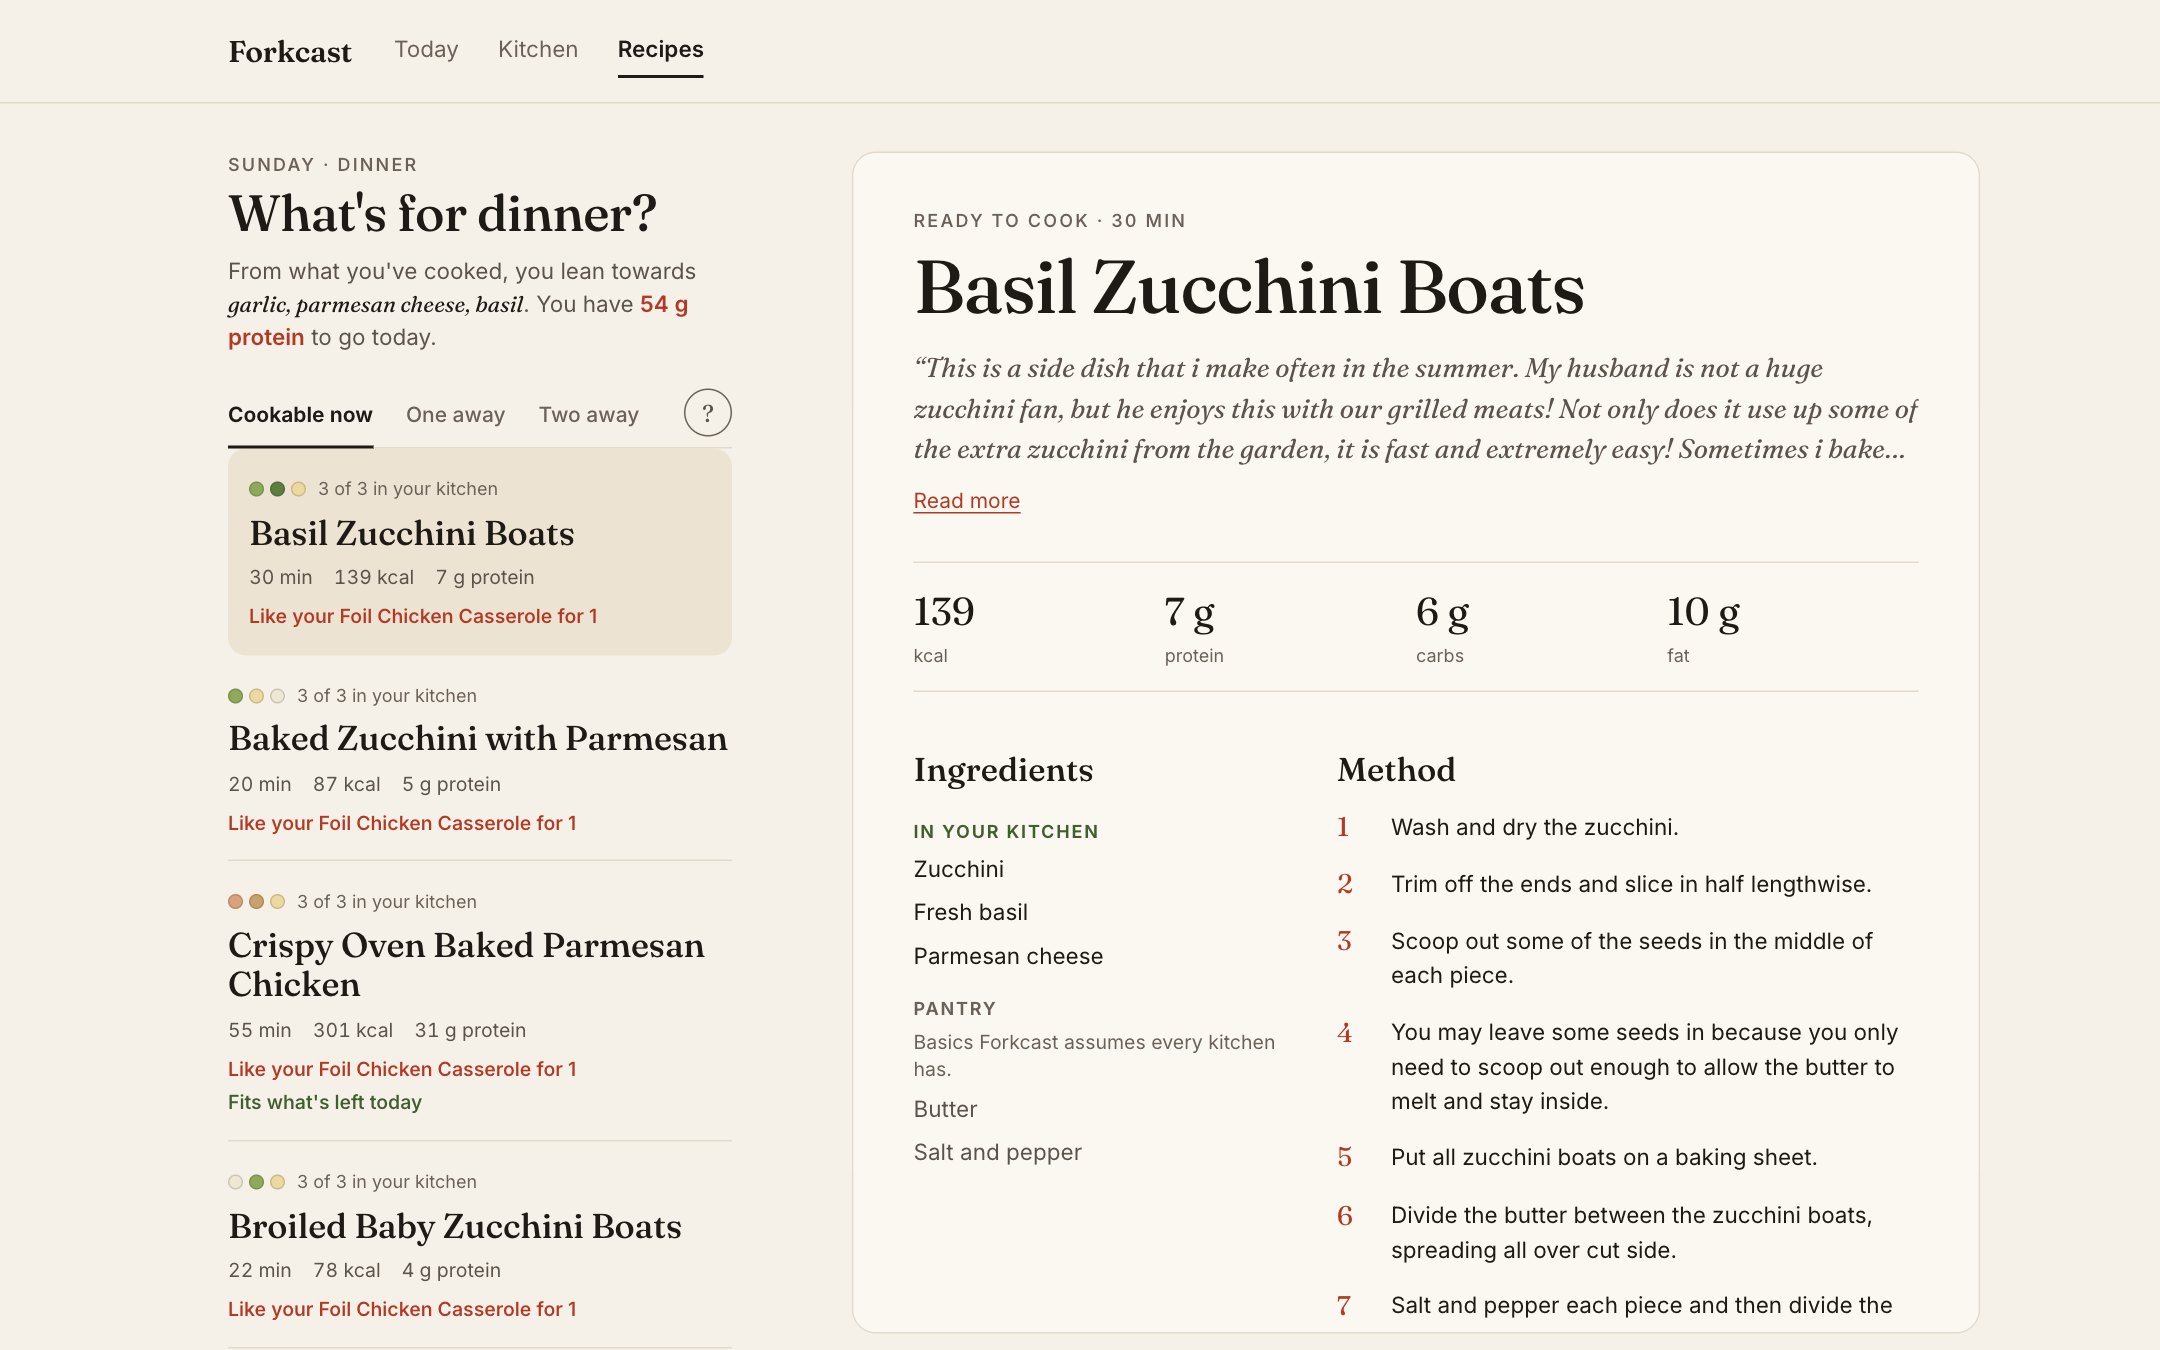 Forkcast
Today
Kitchen
Recipes
SUNDAY · DINNER
What's for dinner?
From what you've cooked, you lean towards
garlic, parmesan cheese, basil. You have 54 g
protein to go today.
Cookable now
One away
Two away
?
3 of 3 in your kitchen
Basil Zucchini Boats
30 min 139 kcal 7 g protein
Like your Foil Chicken Casserole for 1
3 of 3 in your kitchen
Baked Zucchini with Parmesan
20 min 87 kcal 5 g protein
Like your Foil Chicken Casserole for 1
3 of 3 in your kitchen
Crispy Oven Baked Parmesan
Chicken
55 min 301 kcal 31 g protein
Like your Foil Chicken Casserole for 1
Fits what's left today
3 of 3 in your kitchen
Broiled Baby Zucchini Boats
22 min 78 kcal 4 g protein
Like your Foil Chicken Casserole for 1
READY TO COOK · 30 MIN
Basil Zucchini Boats
“This is a side dish that i make often in the summer. My husband is not a huge
zucchini fan, but he enjoys this with our grilled meats! Not only does it use up some of
the extra zucchini from the garden, it is fast and extremely easy! Sometimes i bake…
Read more
139
kcal
7 g
protein
6 g
carbs
10 g
fat
Ingredients
IN YOUR KITCHEN
Zucchini
Fresh basil
Parmesan cheese
PANTRY
Basics Forkcast assumes every kitchen
has.
Butter
Salt and pepper
Method
1 Wash and dry the zucchini.
2 Trim off the ends and slice in half lengthwise.
3 Scoop out some of the seeds in the middle of
each piece.
4 You may leave some seeds in because you only
need to scoop out enough to allow the butter to
melt and stay inside.
5 Put all zucchini boats on a baking sheet.
6 Divide the butter between the zucchini boats,
spreading all over cut side.
7 Salt and pepper each piece and then divide the